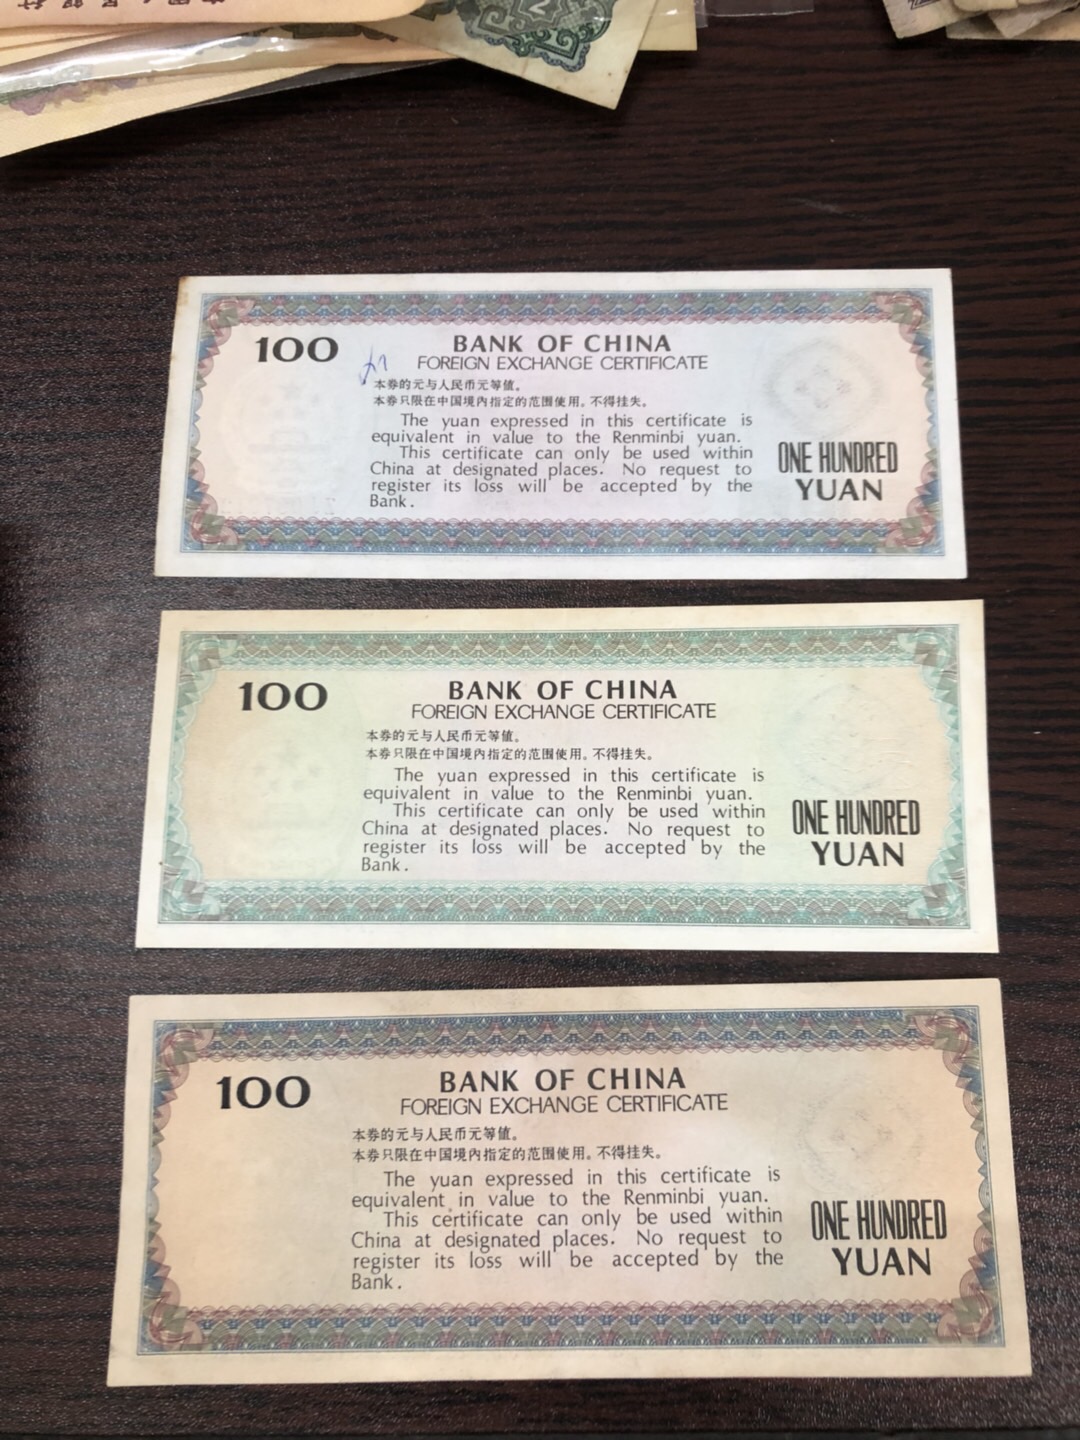 2
100
BANK OF CHINA
FOREIGN EXCHANGE CERTIFICATE
本券的元与人民币元等值。
本券只限在中国境内指定的范围使用。不得挂失。
The yuan expressed in this certificate is
equivalent in value to the Renminbi yuan.
This certificate can only be used within
China at designated places. No request to
register its loss will be accepted by the
Bank.
ONE HUNDRED
YUAN
100
BANK OF CHINA
FOREIGN EXCHANGE CERTIFICATE
本券的元与人民币元等值。
本券只限在中国境内指定的范围使用。不得挂失。
The yuan expressed in this certificate is
equivalent in value to the Renminbi yuan.
This certificate can only be used within
China at designated places. No request to
register its loss will be accepted by the
Bank.
ONE HUNDRED
YUAN
100
BANK OF CHINA
FOREIGN EXCHANGE CERTIFICATE
本券的元与人民币元等值。
本券只限在中国境内指定的范围使用。不得挂失。
The yuan expressed in this certificate is
equivalent in value to the Renminbi yuan.
This certificate can only be used within
China at designated places. No request to
register its loss will be accepted by the
Bank.
ONE HUNDRED
YUAN